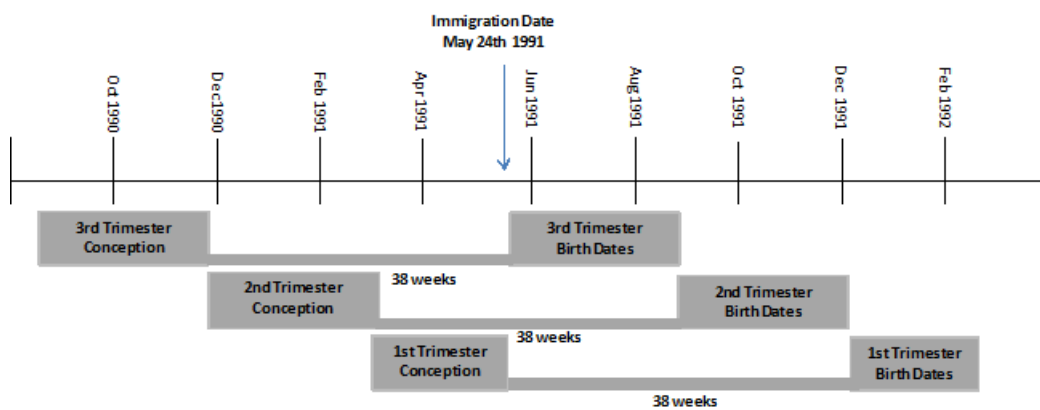 Immigration Date
May 24th 1991
Oct 1990
Dec1990
Feb 1991
Apr 1991
Jun 1991
Aug 1991
Oct 1991
Dec 1991
Feb 1992
3rd Trimester
Conception
3rd Trimester
Birth Dates
38 weeks
2nd Trimester
Conception
2nd Trimester
Birth Dates
38 weeks
1st Trimester
Conception
1st Trimester
Birth Dates
38 weeks